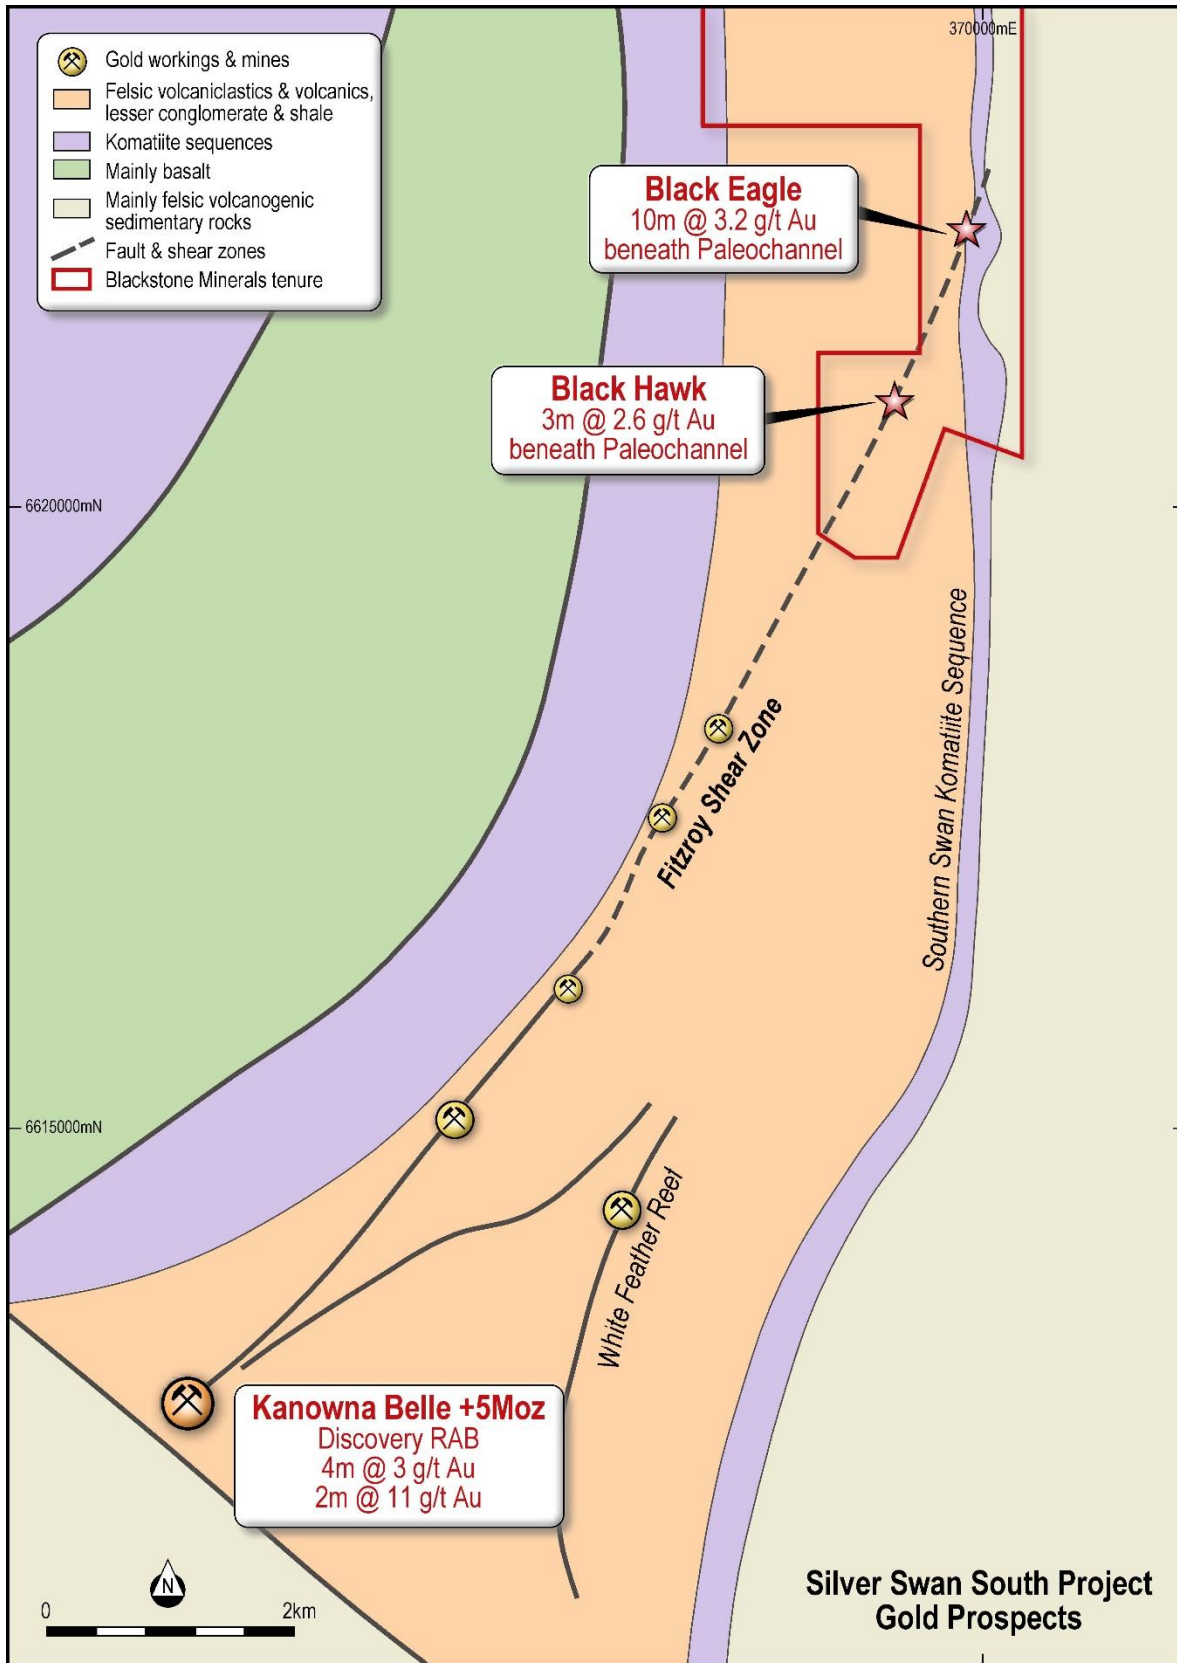 370000mE
Gold workings & mines
Felsic volcaniclastics & volcanics,
lesser conglomerate & shale
Komatiite sequences
Mainly basalt
Mainly felsic volcanogenic
sedimentary rocks
Fault & shear zones
Blackstone Minerals tenure
Black Eagle
10m @ 3.2 g/t Au
beneath Paleochannel
Black Hawk
3m @ 2.6 g/t Au
beneath Paleochannel
6620000mN
Southern Swan Komatiite Sequence
Fitzroy Shear Zone
6615000mN
White Feather Reef
Kanowna Belle +5Moz
Discovery RAB
4m @ 3 g/t Au
2m @ 11 g/t Au
N
0 2km
Silver Swan South Project
Gold Prospects